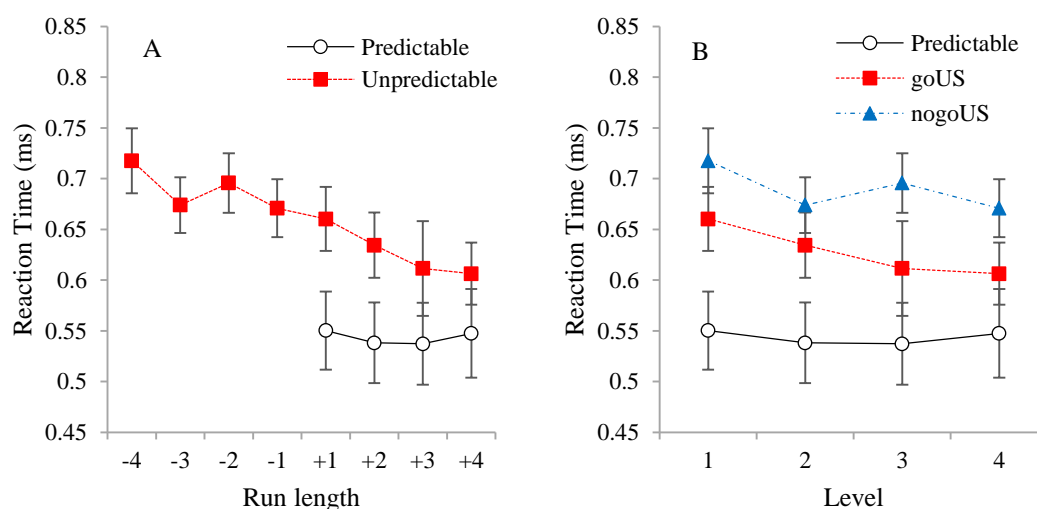 A
Predictable
Unpredictable
Reaction Time (ms)
0.85
0.8
0.75
0.7
0.65
0.6
0.55
0.5
0.45
-4 -3 -2 -1 +1 +2 +3 +4
Run length
B
Predictable
goUS
nogoUS
Reaction Time (ms)
0.85
0.8
0.75
0.7
0.65
0.6
0.55
0.5
0.45
1 2 3 4
Level